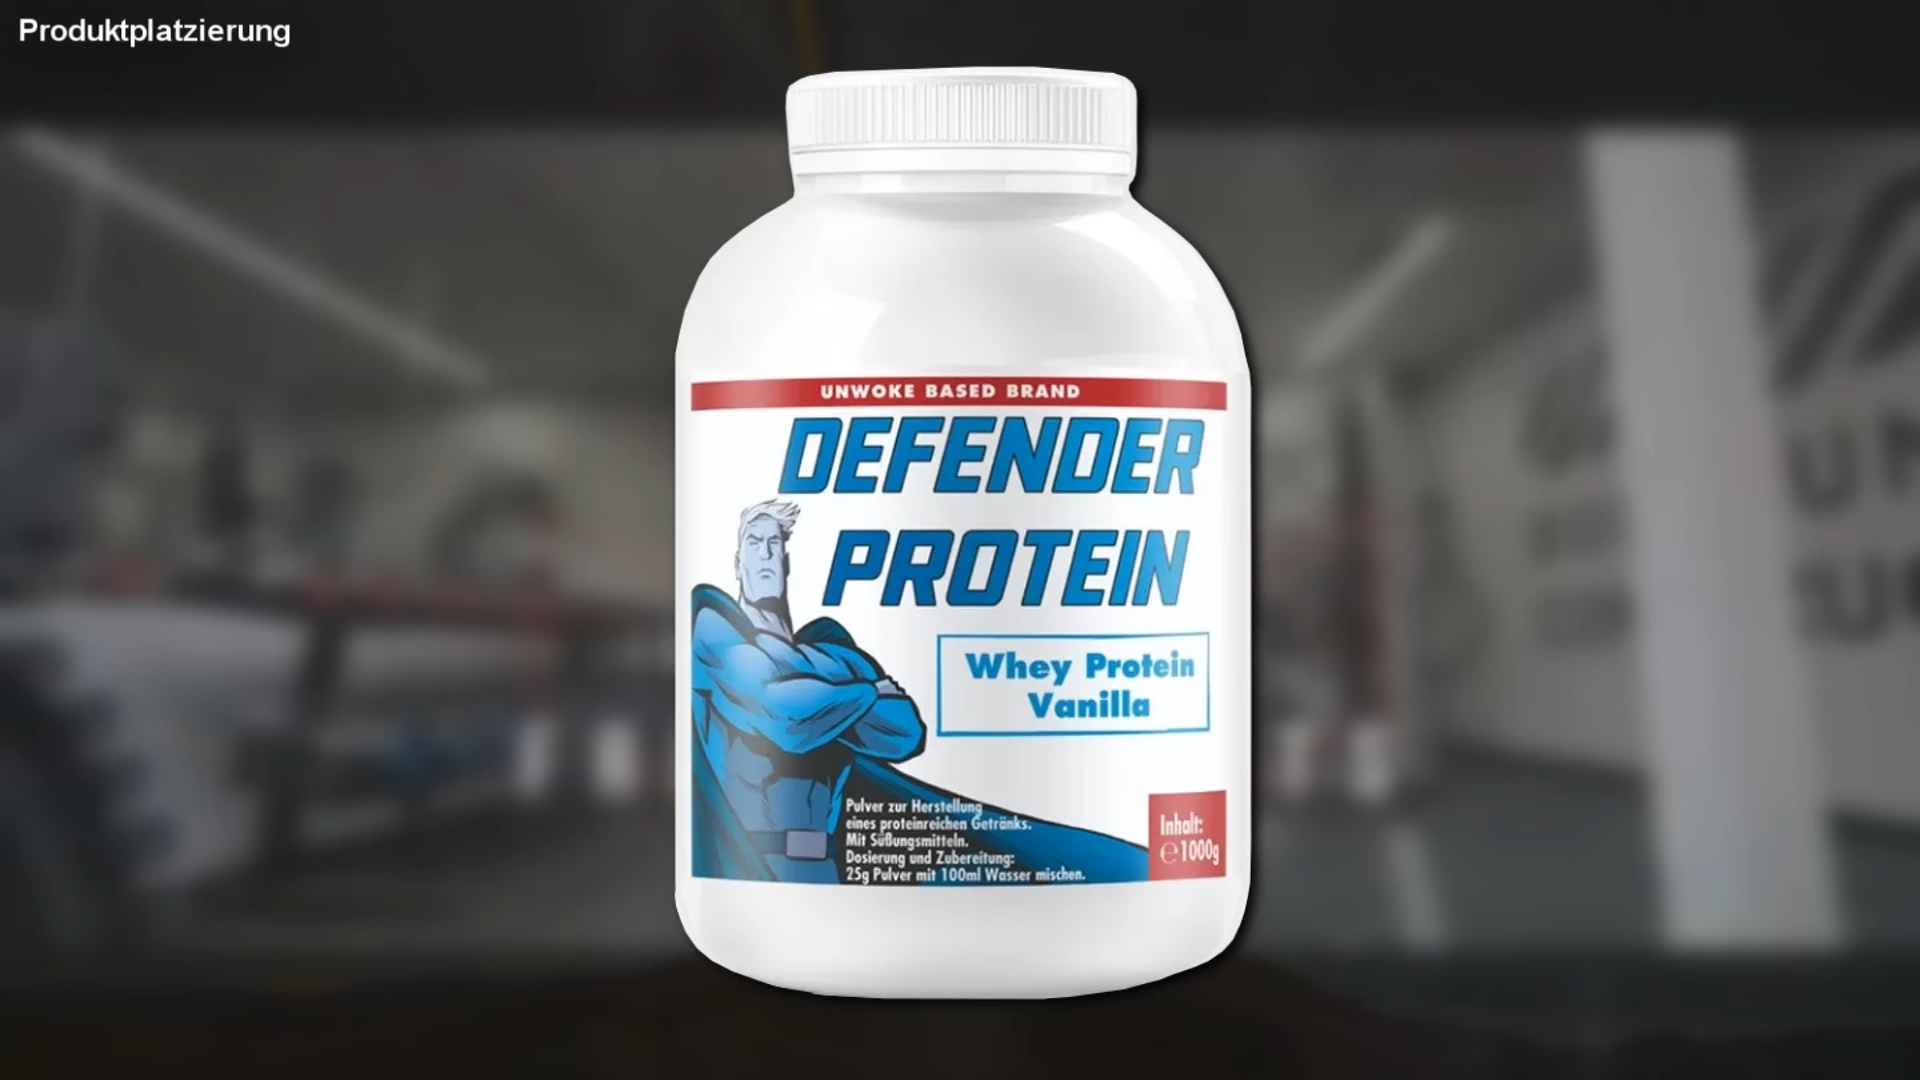 Produktplatzierung
UNWOKE BASED BRAND
DEFENDER
PROTEIN
Whey Protein
Vanilla
Pulver zur Herstellung
eines proteinreichen Getränks.
Mit Süßungsmitteln.
Dosierung und Zubereitung:
25g Pulver mit 100ml Wasser mischen.
Inhalt:
℮1000g